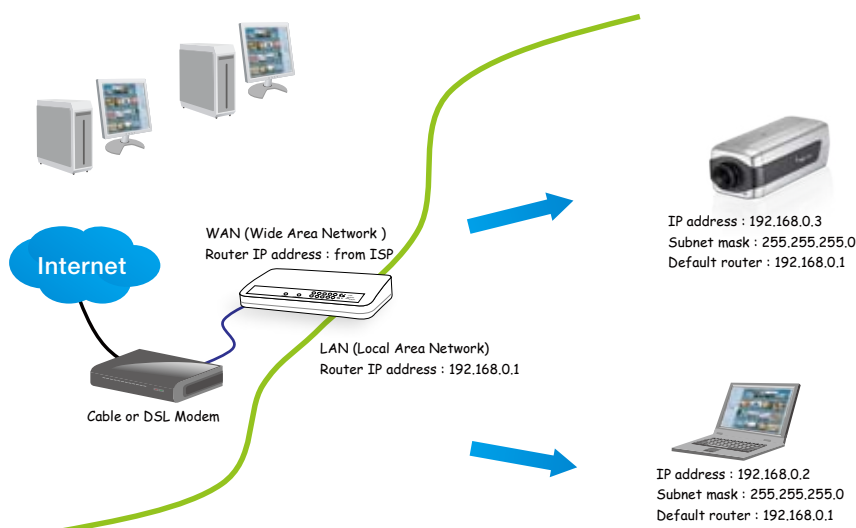 WAN (Wide Area Network )
Router IP address : from ISP
Internet
LAN (Local Area Network)
Router IP address : 192.168.0.1
Cable or DSL Modem
IP address : 192.168.0.3
Subnet mask : 255.255.255.0
Default router : 192.168.0.1
IP address : 192.168.0.2
Subnet mask : 255.255.255.0
Default router : 192.168.0.1